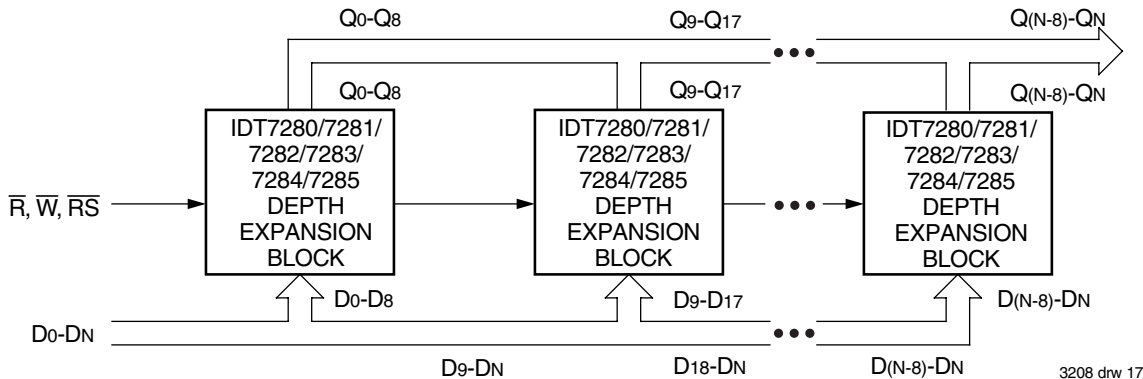 Q0-Q8 Q9-Q17 Q(N-8)-QN
Q0-Q8 Q9-Q17 Q(N-8)-QN
IDT7280/7281/
7282/7283/
7284/7285
DEPTH
EXPANSION
BLOCK
IDT7280/7281/
7282/7283/
7284/7285
DEPTH
EXPANSION
BLOCK
IDT7280/7281/
7282/7283/
7284/7285
DEPTH
EXPANSION
BLOCK
R̅, W̅, R̅S̅
D0-D8 D9-D17 D(N-8)-DN
D0-DN
D9-DN D18-DN D(N-8)-DN
3208 drw 17